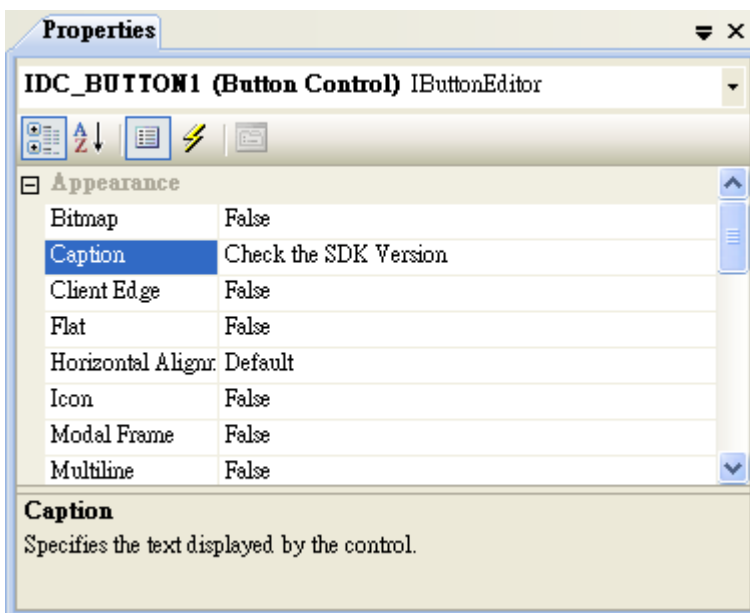 Properties
IDC_BUTTON1 (Button Control) IButtonEditor
Appearance
Bitmap False
Caption Check the SDK Version
Client Edge False
Flat False
Horizontal Alignr Default
Icon False
Modal Frame False
Multiline False
Caption
Specifies the text displayed by the control.